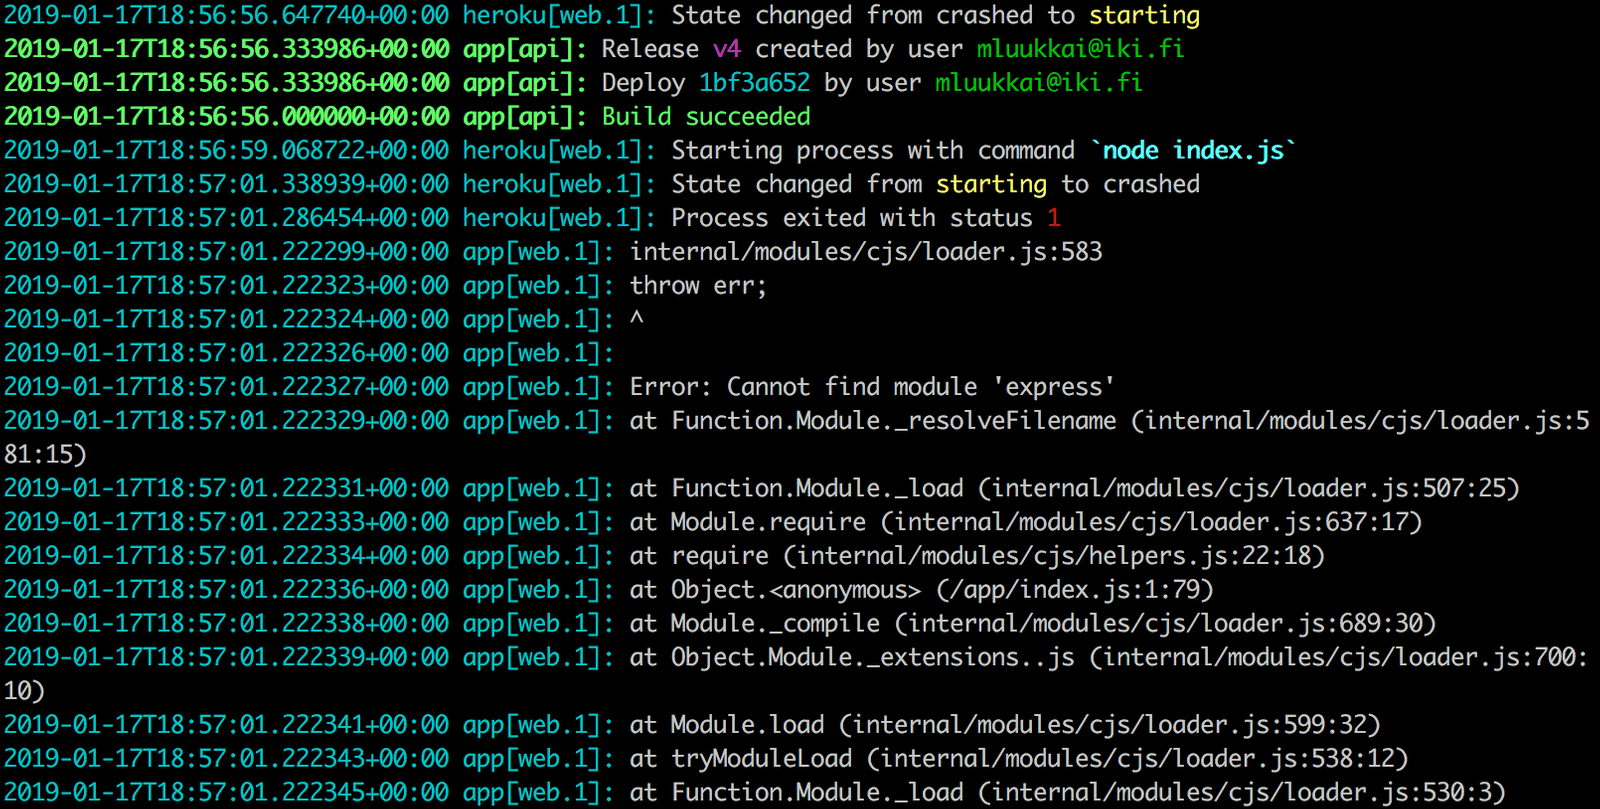 2019-01-17T18:56:56.647740+00:00 heroku[web.1]: State changed from crashed to starting
2019-01-17T18:56:56.333986+00:00 app[api]: Release v4 created by user mluukkai@iki.fi
2019-01-17T18:56:56.333986+00:00 app[api]: Deploy 1bf3a652 by user mluukkai@iki.fi
2019-01-17T18:56:56.000000+00:00 app[api]: Build succeeded
2019-01-17T18:56:59.068722+00:00 heroku[web.1]: Starting process with command `node index.js`
2019-01-17T18:57:01.338939+00:00 heroku[web.1]: State changed from starting to crashed
2019-01-17T18:57:01.286454+00:00 heroku[web.1]: Process exited with status 1
2019-01-17T18:57:01.222299+00:00 app[web.1]: internal/modules/cjs/loader.js:583
2019-01-17T18:57:01.222323+00:00 app[web.1]: throw err;
2019-01-17T18:57:01.222324+00:00 app[web.1]: ^
2019-01-17T18:57:01.222326+00:00 app[web.1]:
2019-01-17T18:57:01.222327+00:00 app[web.1]: Error: Cannot find module 'express'
2019-01-17T18:57:01.222329+00:00 app[web.1]: at Function.Module._resolveFilename (internal/modules/cjs/loader.js:5
81:15)
2019-01-17T18:57:01.222331+00:00 app[web.1]: at Function.Module._load (internal/modules/cjs/loader.js:507:25)
2019-01-17T18:57:01.222333+00:00 app[web.1]: at Module.require (internal/modules/cjs/loader.js:637:17)
2019-01-17T18:57:01.222334+00:00 app[web.1]: at require (internal/modules/cjs/helpers.js:22:18)
2019-01-17T18:57:01.222336+00:00 app[web.1]: at Object.<anonymous> (/app/index.js:1:79)
2019-01-17T18:57:01.222338+00:00 app[web.1]: at Module._compile (internal/modules/cjs/loader.js:689:30)
2019-01-17T18:57:01.222339+00:00 app[web.1]: at Object.Module._extensions..js (internal/modules/cjs/loader.js:700:
10)
2019-01-17T18:57:01.222341+00:00 app[web.1]: at Module.load (internal/modules/cjs/loader.js:599:32)
2019-01-17T18:57:01.222343+00:00 app[web.1]: at tryModuleLoad (internal/modules/cjs/loader.js:538:12)
2019-01-17T18:57:01.222345+00:00 app[web.1]: at Function.Module._load (internal/modules/cjs/loader.js:530:3)